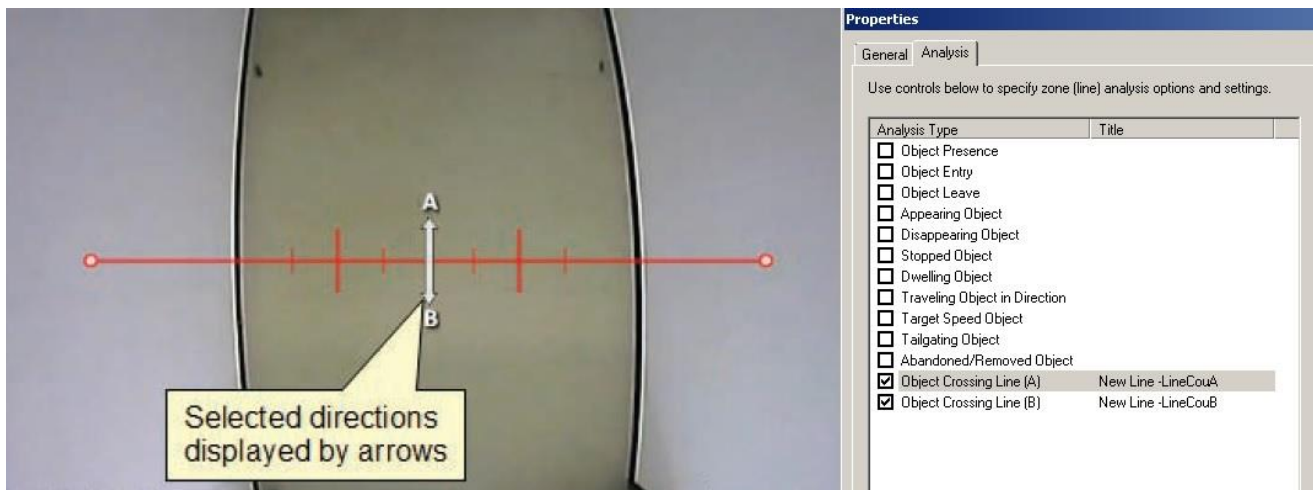 A
B
Selected directions
displayed by arrows
Properties
General Analysis
Use controls below to specify zone (line) analysis options and settings.
Analysis Type Title
Object Presence
Object Entry
Object Leave
Appearing Object
Disappearing Object
Stopped Object
Dwelling Object
Traveling Object in Direction
Target Speed Object
Tailgating Object
Abandoned/Removed Object
Object Crossing Line (A) New Line -LineCouA
Object Crossing Line (B) New Line -LineCouB